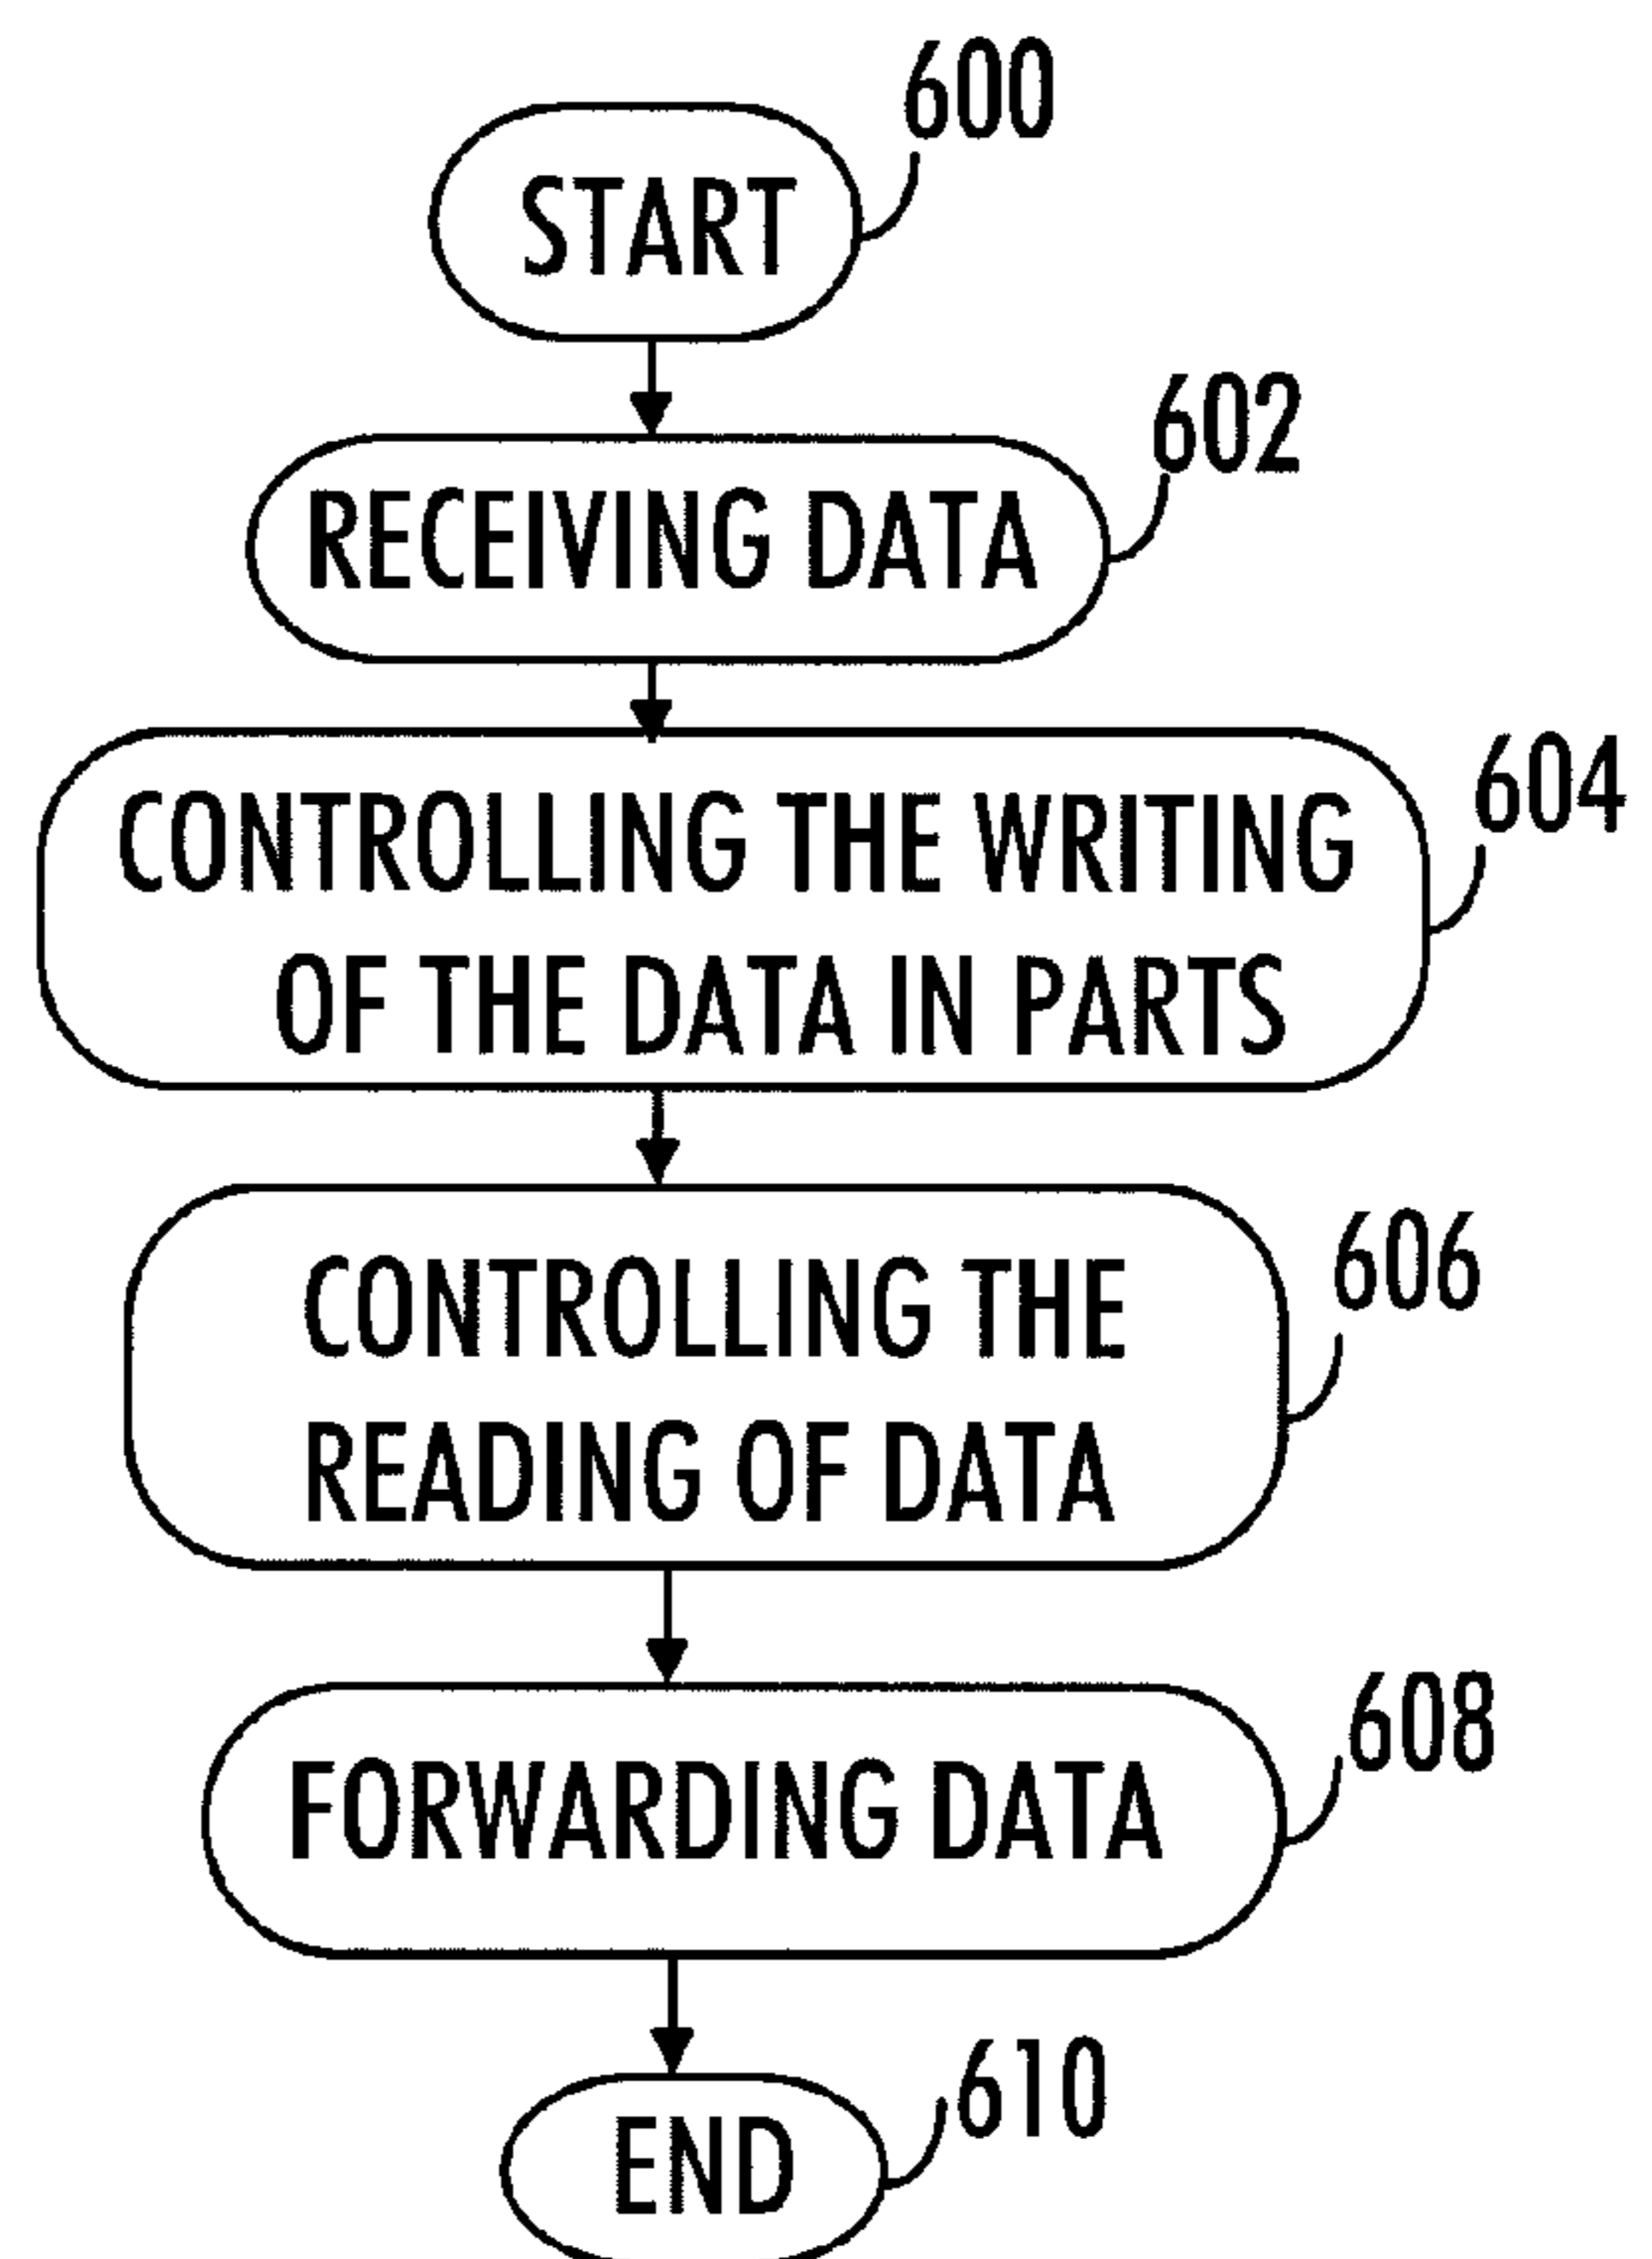 600
START
602
RECEIVING DATA
604
CONTROLLING THE WRITING
OF THE DATA IN PARTS
606
CONTROLLING THE
READING OF DATA
608
FORWARDING DATA
610
END